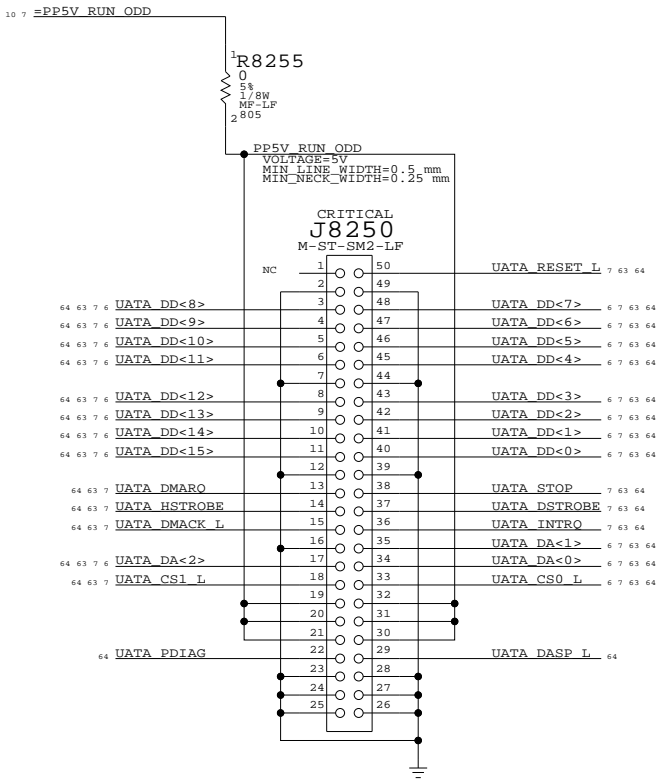 10 7 =PP5V_RUN_ODD
1 R8255
0
5%
1/8W
MF-LF
2 805
PP5V_RUN_ODD
VOLTAGE=5V
MIN_LINE_WIDTH=0.5 mm
MIN_NECK_WIDTH=0.25 mm
CRITICAL
J8250
M-ST-SM2-LF
NC 1 50 UATA_RESET_L 7 63 64
2 49
64 63 7 6 UATA_DD<8> 3 48 UATA_DD<7> 6 7 63 64
64 63 7 6 UATA_DD<9> 4 47 UATA_DD<6> 6 7 63 64
64 63 7 6 UATA_DD<10> 5 46 UATA_DD<5> 6 7 63 64
64 63 7 6 UATA_DD<11> 6 45 UATA_DD<4> 6 7 63 64
7 44
64 63 7 6 UATA_DD<12> 8 43 UATA_DD<3> 6 7 63 64
64 63 7 6 UATA_DD<13> 9 42 UATA_DD<2> 6 7 63 64
64 63 7 6 UATA_DD<14> 10 41 UATA_DD<1> 6 7 63 64
64 63 7 6 UATA_DD<15> 11 40 UATA_DD<0> 6 7 63 64
12 39
64 63 7 UATA_DMARQ 13 38 UATA_STOP 7 63 64
64 63 7 UATA_HSTROBE 14 37 UATA_DSTROBE 7 63 64
64 63 7 UATA_DMACK_L 15 36 UATA_INTRQ 7 63 64
16 35 UATA_DA<1> 6 7 63 64
64 63 7 6 UATA_DA<2> 17 34 UATA_DA<0> 6 7 63 64
64 63 7 UATA_CS1_L 18 33 UATA_CS0_L 6 7 63 64
19 32
20 31
21 30
64 UATA_PDIAG 22 29 UATA_DASP_L 64
23 28
24 27
25 26